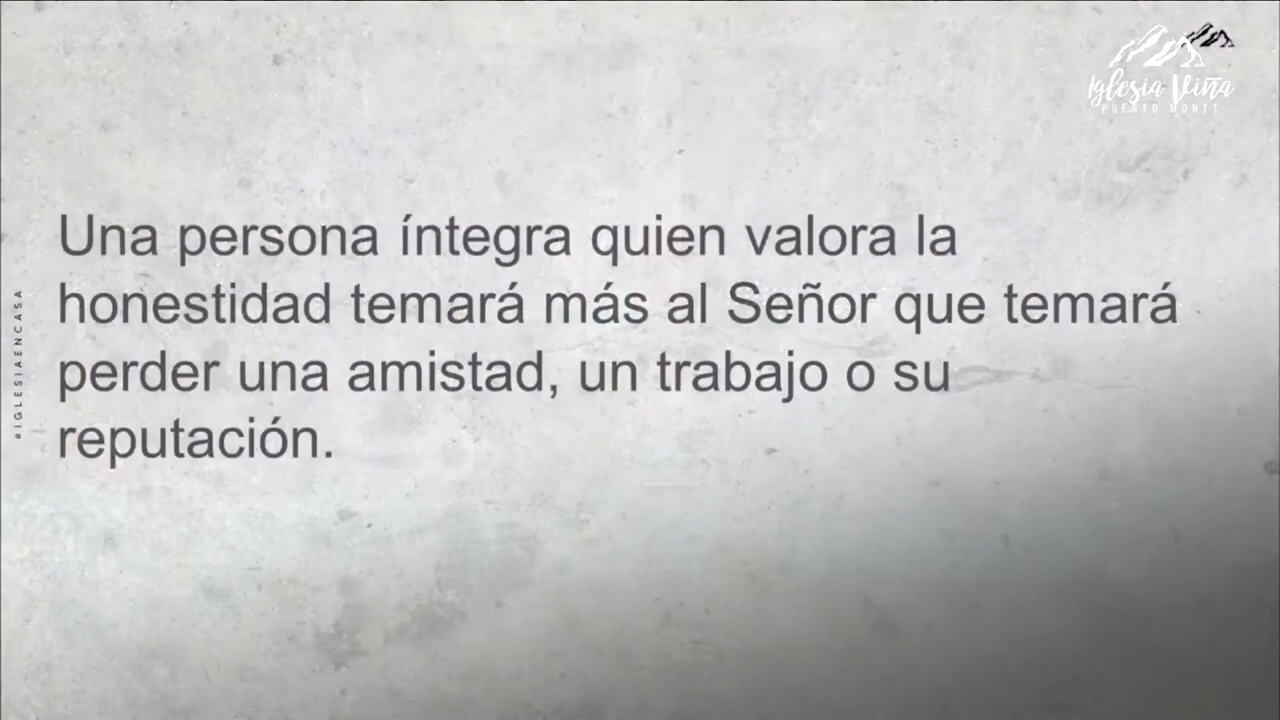 Iglesia Viña
PUERTO MONTT
Una persona íntegra quien valora la
honestidad temará más al Señor que temará
perder una amistad, un trabajo o su
reputación.
#IGLESIAENCASA